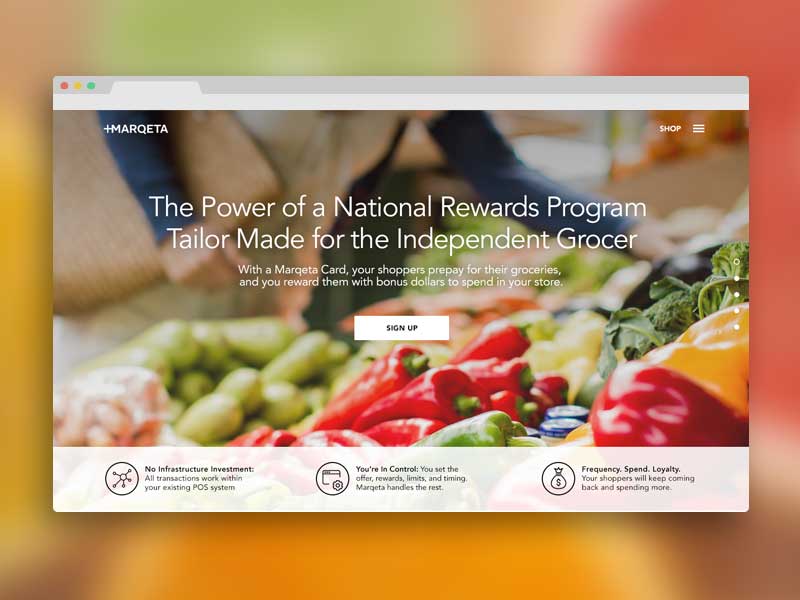 MARQETA
SHOP
The Power of a National Rewards Program
Tailor Made for the Independent Grocer
With a Marqeta Card, your shoppers prepay for their groceries,
and you reward them with bonus dollars to spend in your store.
SIGN UP
No Infrastructure Investment:
All transactions work within
your existing POS system
You're In Control: You set the
offer, rewards, limits, and timing.
Marqeta handles the rest.
Frequency. Spend. Loyalty.
Your shoppers will keep coming
back and spending more.